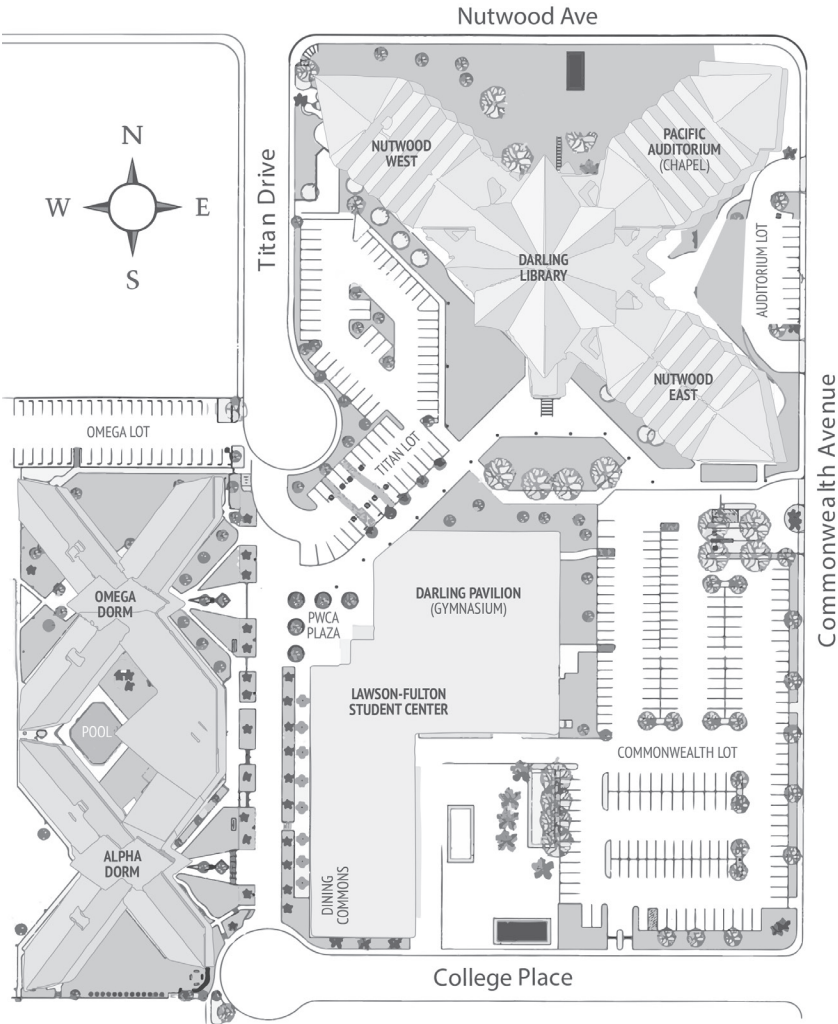 Nutwood Ave
N
W
E
S
Titan Drive
NUTWOOD
WEST
PACIFIC
AUDITORIUM
(CHAPEL)
DARLING
LIBRARY
AUDITORIUM LOT
NUTWOOD
EAST
Commonwealth Avenue
OMEGA LOT
TITAN LOT
OMEGA
DORM
DARLING PAVILION
(GYMNASIUM)
PWCA
PLAZA
LAWSON-FULTON
STUDENT CENTER
POOL
COMMONWEALTH LOT
ALPHA
DORM
DINING
COMMONS
College Place